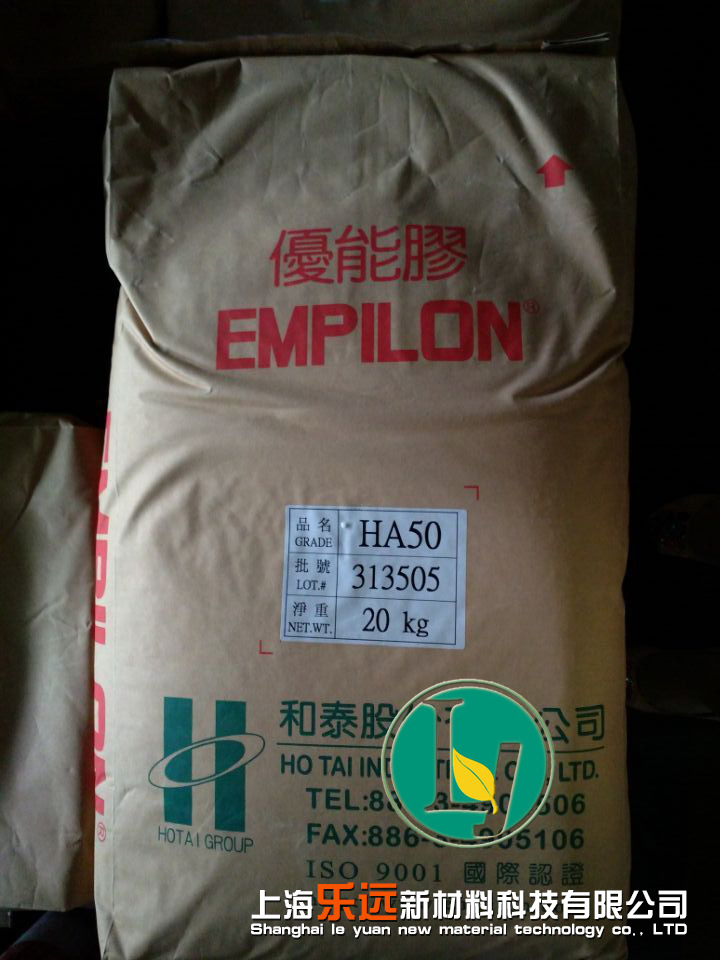 優能膠
EMPILON®
品名 GRADE HA50
批號 LOT.# 313505
淨重 NET.WT. 20 kg
EMPILON®
H
HOTAI GROUP
和泰股 公司
HO TAI LTD.
TEL:886
FAX:886- 5106
ISO 9001 國際認證
上海乐远新材料科技有限公司
Shanghai le yuan new material technology co., LTD